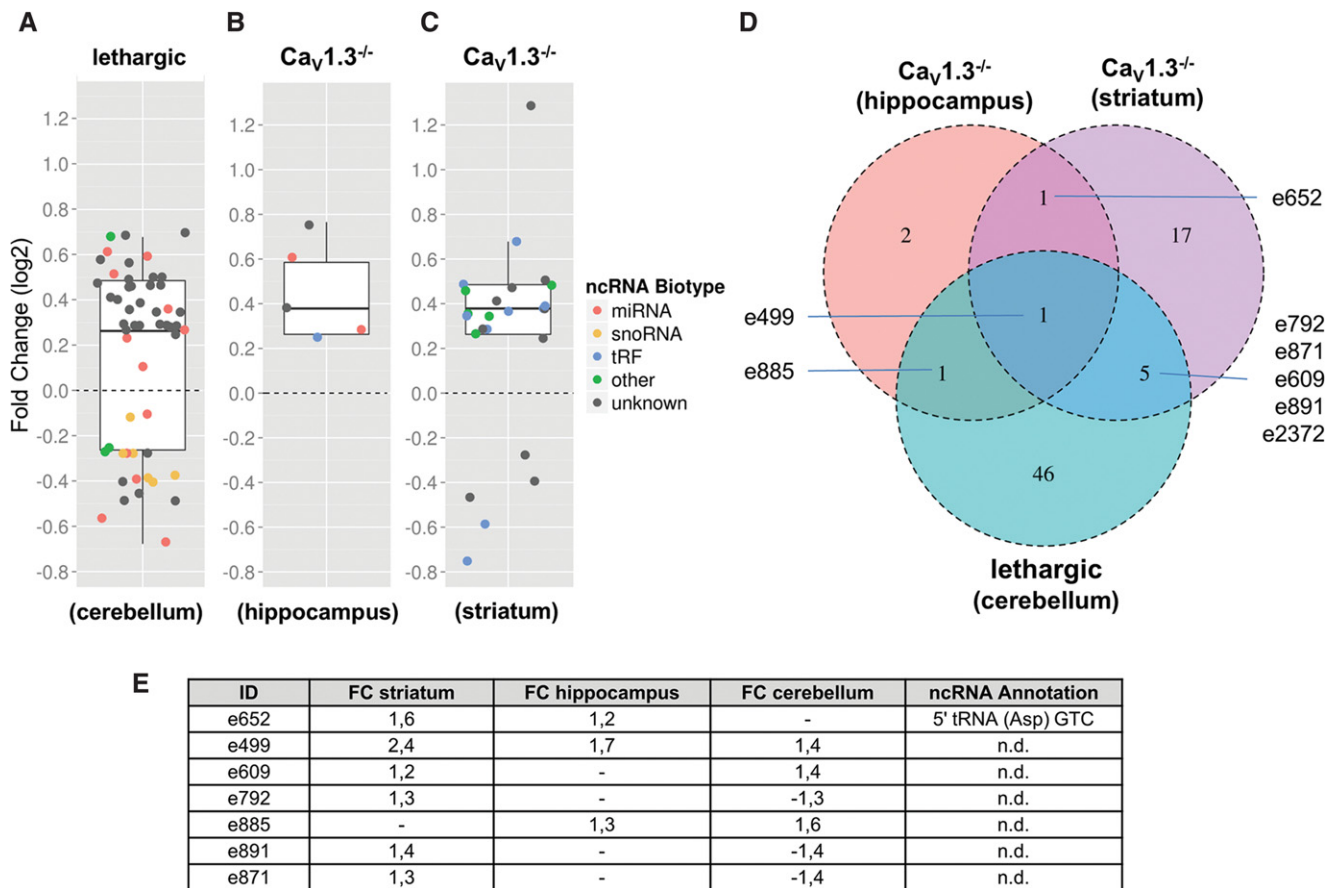 A
lethargic
B
Ca_V1.3^-/-
C
Ca_V1.3^-/-
D
Fold Change (log2)
1.2
1.0
0.8
0.6
0.4
0.2
0.0
-0.2
-0.4
-0.6
-0.8
(cerebellum)
1.2
1.0
0.8
0.6
0.4
0.2
0.0
-0.2
-0.4
-0.6
-0.8
(hippocampus)
1.2
1.0
0.8
0.6
0.4
0.2
0.0
-0.2
-0.4
-0.6
-0.8
(striatum)
ncRNA Biotype
miRNA
snoRNA
tRF
other
unknown
Ca_V1.3^-/-
(hippocampus)
Ca_V1.3^-/-
(striatum)
1
e652
2
17
e499
1
e792
e871
e885
1
5
e609
e891
e2372
46
lethargic
(cerebellum)
E
ID FC striatum FC hippocampus FC cerebellum ncRNA Annotation
e652 1,6 1,2 - 5' tRNA (Asp) GTC
e499 2,4 1,7 1,4 n.d.
e609 1,2 - 1,4 n.d.
e792 1,3 - -1,3 n.d.
e885 - 1,3 1,6 n.d.
e891 1,4 - -1,4 n.d.
e871 1,3 - -1,4 n.d.